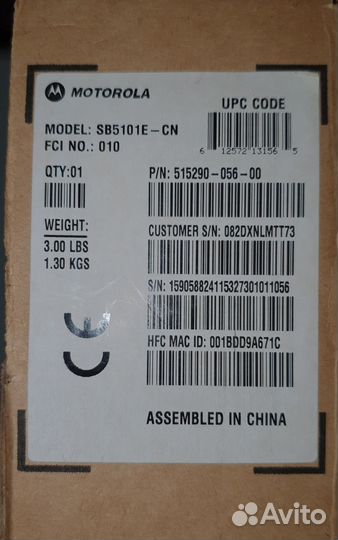 MOTOROLA
UPC CODE
MODEL: SB5101E-CN
FCI NO.: 010
6 12572 13156 5
QTY:01
P/N: 515290-056-00
WEIGHT:
3.00 LBS
1.30 KGS
CUSTOMER S/N: 082DXNLMTT73
S/N: 159058824115327301011056
HFC MAC ID: 001BDD9A671C
CE
ASSEMBLED IN CHINA
Avito